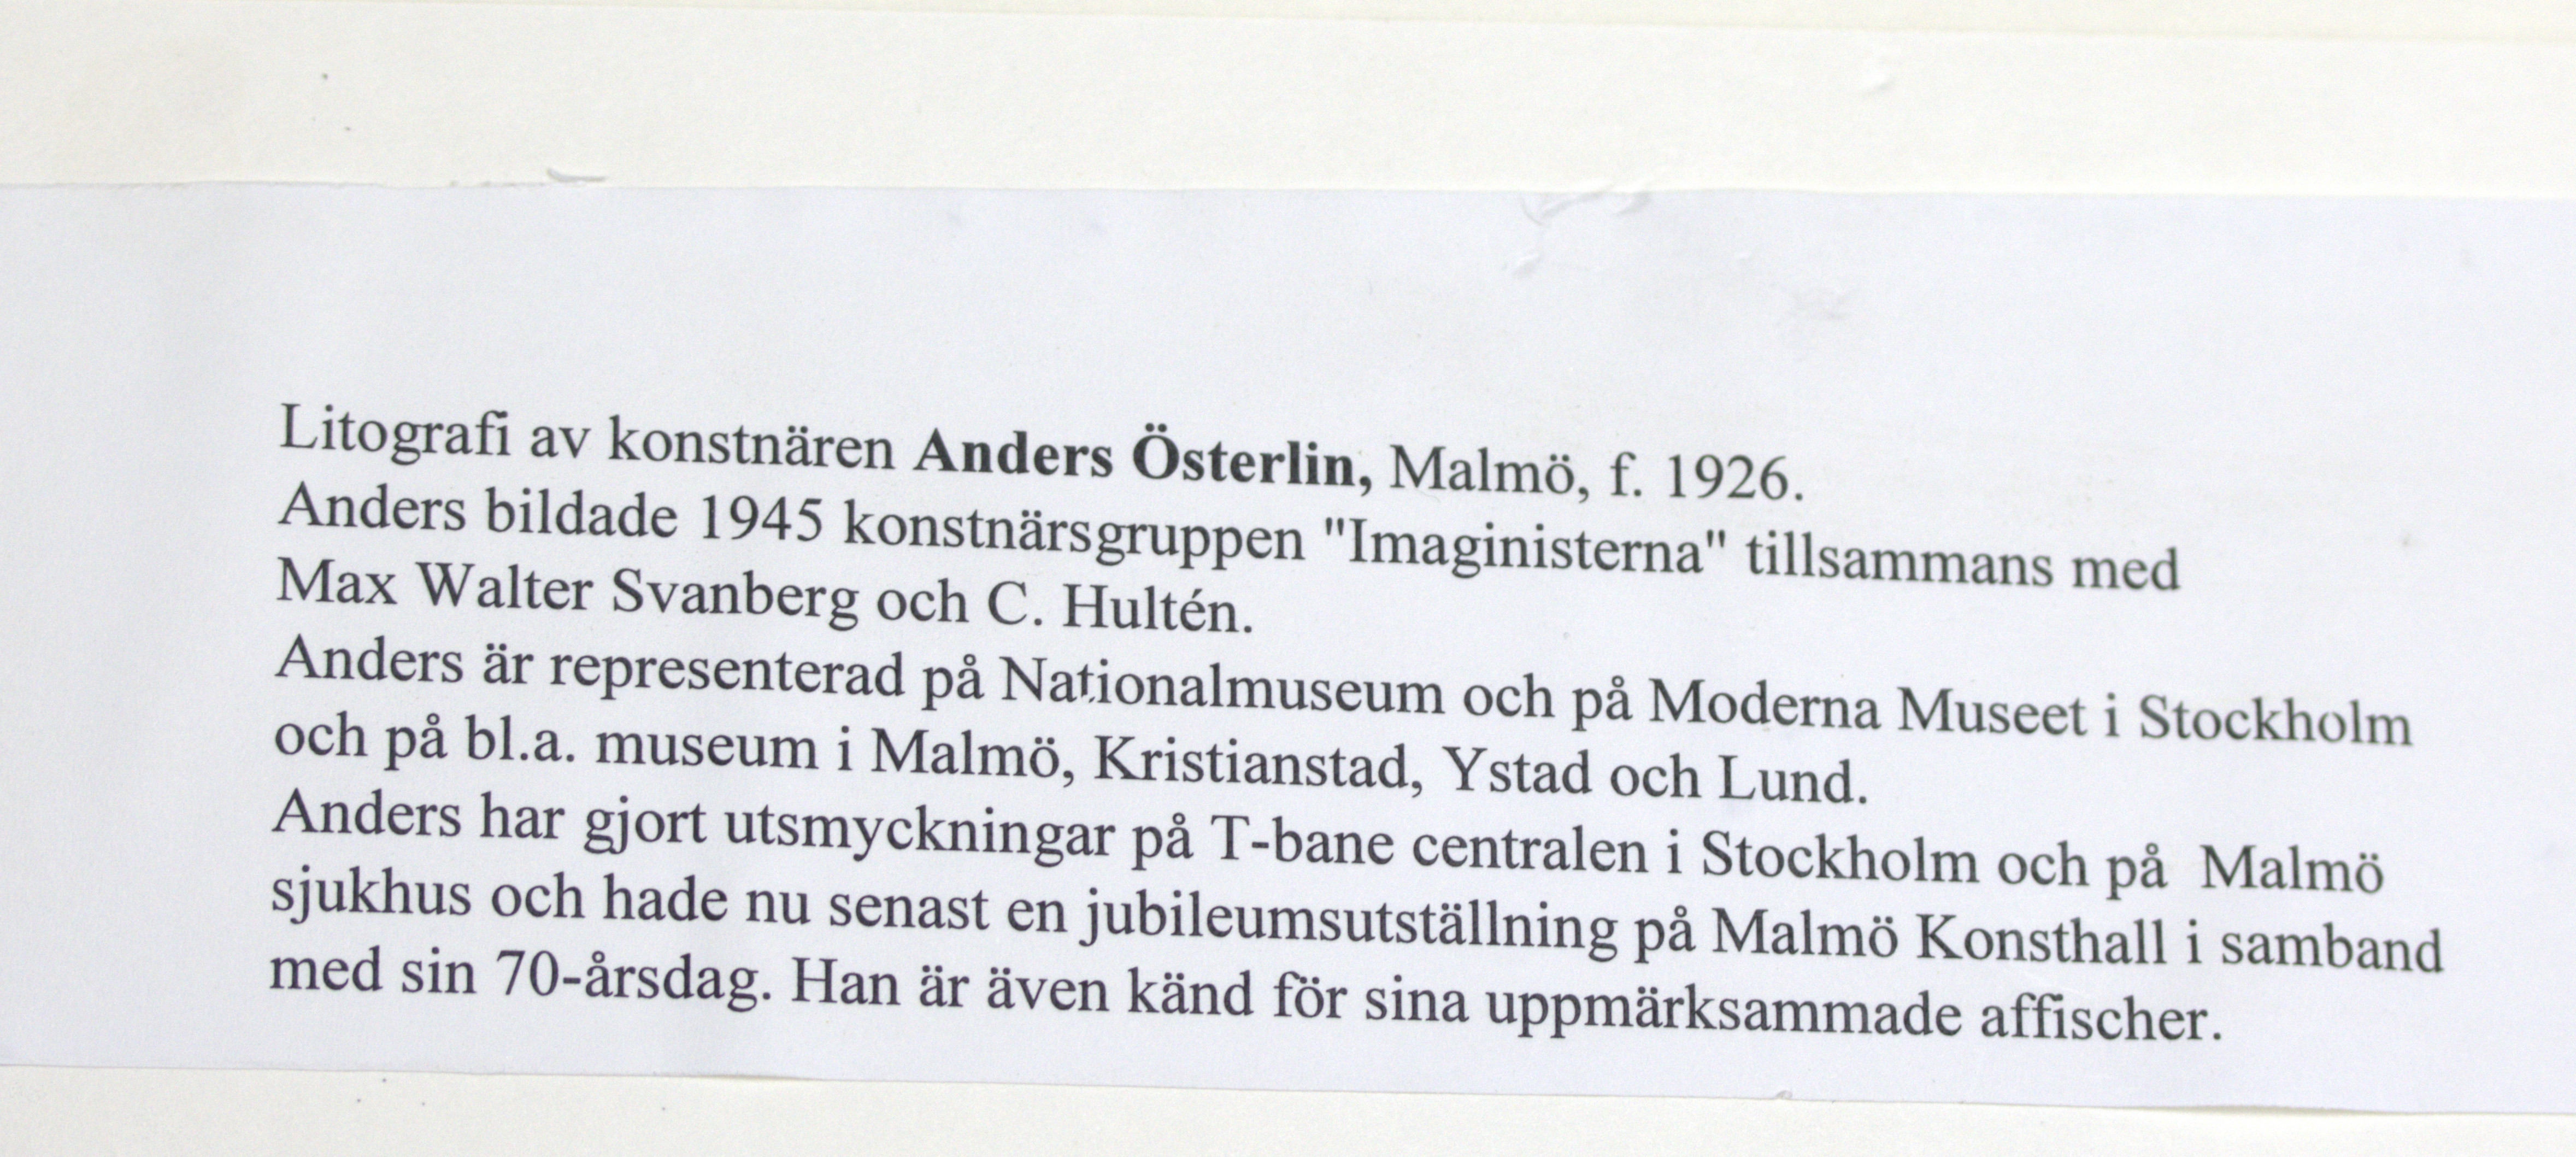 Litografi av konstnären Anders Österlin, Malmö, f. 1926.
Anders bildade 1945 konstnärsgruppen "Imaginisterna" tillsammans med
Max Walter Svanberg och C. Hultén.
Anders är representerad på Nationalmuseum och på Moderna Museet i Stockholm
och på bl.a. museum i Malmö, Kristianstad, Ystad och Lund.
Anders har gjort utsmyckningar på T-bane centralen i Stockholm och på  Malmö
sjukhus och hade nu senast en jubileumsutställning på Malmö Konsthall i samband
med sin 70-årsdag. Han är även känd för sina uppmärksammade affischer.